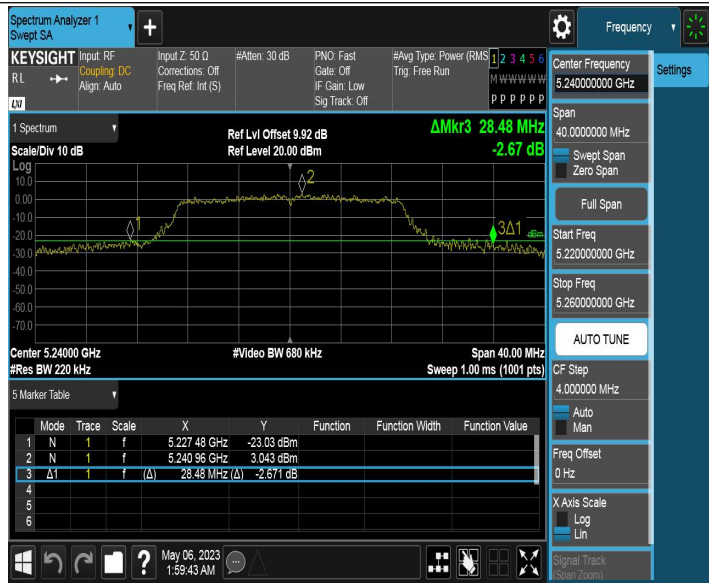 Spectrum Analyzer 1
Swept SA
+
Frequency
KEYSIGHT
RL
LXI
Input: RF
Coupling: DC
Align: Auto
Input Z: 50 Ω
Corrections: Off
Freq Ref: Int (S)
#Atten: 30 dB
PNO: Fast
Gate: Off
IF Gain: Low
Sig Track: Off
#Avg Type: Power (RMS
Trig: Free Run
1 2 3 4 5 6
M W W W W W
P P P P P P
1 Spectrum
Scale/Div 10 dB
Ref Lvl Offset 9.92 dB
Ref Level 20.00 dBm
ΔMkr3 28.48 MHz
-2.67 dB
Log
10.0
0.00
-10.0
-20.0
-30.0
-40.0
-50.0
-60.0
-70.0
1
2
3Δ1
dBm
Center 5.24000 GHz
#Video BW 680 kHz
Span 40.00 MHz
#Res BW 220 kHz
Sweep 1.00 ms (1001 pts)
5 Marker Table
Mode Trace Scale X Y Function Function Width Function Value
1 N 1 f 5.227 48 GHz -23.03 dBm
2 N 1 f 5.240 96 GHz 3.043 dBm
3 Δ1 1 f (Δ) 28.48 MHz (Δ) -2.671 dB
4
5
6
?
May 06, 2023
1:59:43 AM
Center Frequency
5.240000000 GHz
Settings
Span
40.0000000 MHz
Swept Span
Zero Span
Full Span
Start Freq
5.220000000 GHz
Stop Freq
5.260000000 GHz
AUTO TUNE
CF Step
4.000000 MHz
Auto
Man
Freq Offset
0 Hz
X Axis Scale
Log
Lin
Signal Track
(Span Zoom)